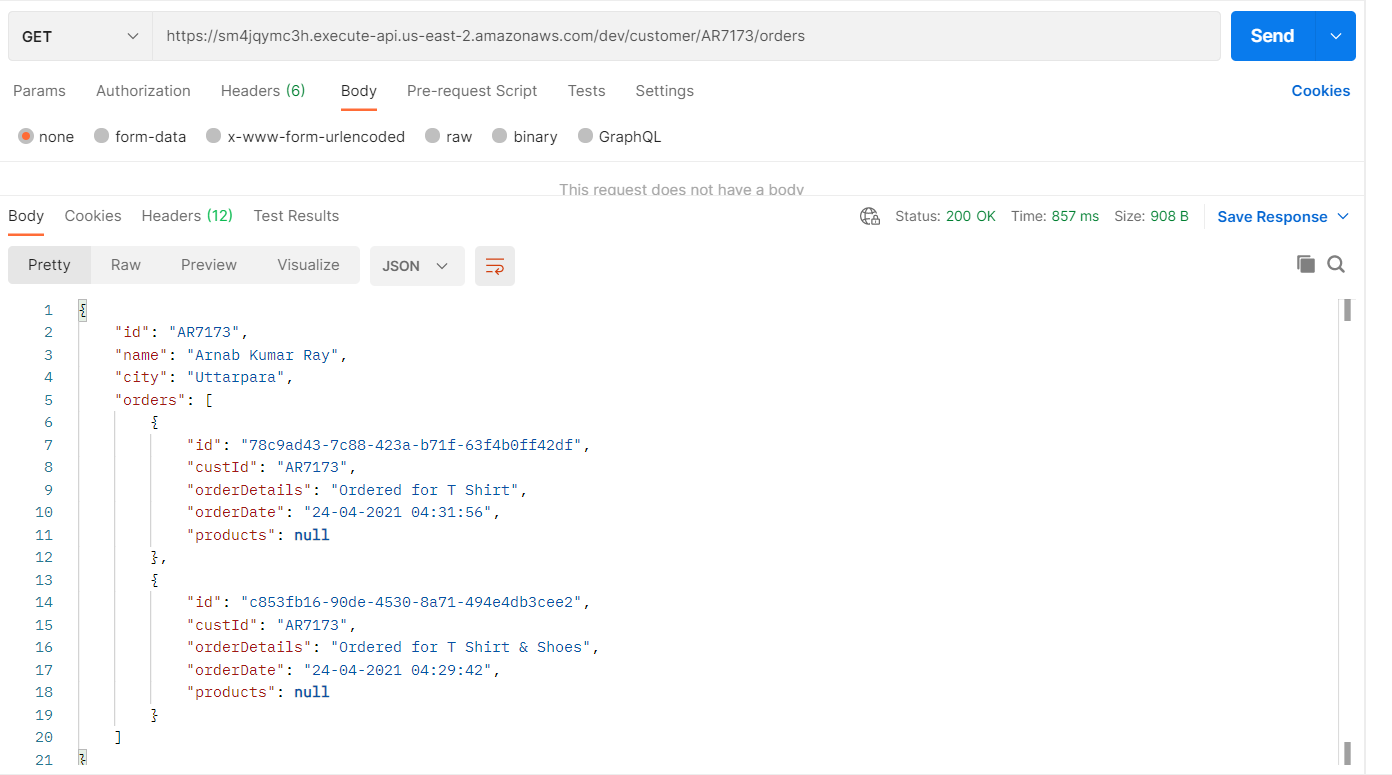 GET https://sm4jqymc3h.execute-api.us-east-2.amazonaws.com/dev/customer/AR7173/orders Send
Params Authorization Headers (6) Body Pre-request Script Tests Settings Cookies
none form-data x-www-form-urlencoded raw binary GraphQL
This request does not have a body
Body Cookies Headers (12) Test Results Status: 200 OK Time: 857 ms Size: 908 B Save Response
Pretty Raw Preview Visualize JSON
1 {
2 "id": "AR7173",
3 "name": "Arnab Kumar Ray",
4 "city": "Uttarpara",
5 "orders": [
6 {
7 "id": "78c9ad43-7c88-423a-b71f-63f4b0ff42df",
8 "custId": "AR7173",
9 "orderDetails": "Ordered for T Shirt",
10 "orderDate": "24-04-2021 04:31:56",
11 "products": null
12 },
13 {
14 "id": "c853fb16-90de-4530-8a71-494e4db3cee2",
15 "custId": "AR7173",
16 "orderDetails": "Ordered for T Shirt & Shoes",
17 "orderDate": "24-04-2021 04:29:42",
18 "products": null
19 }
20 ]
21 }